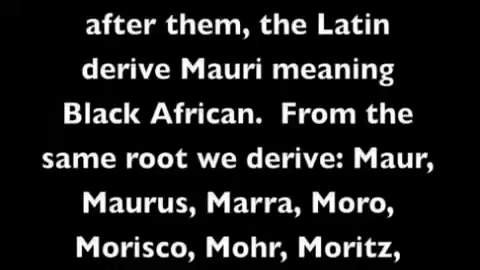 after them, the Latin
derive Mauri meaning
Black African.  From the
same root we derive: Maur,
Maurus, Marra, Moro,
Morisco, Mohr, Moritz,